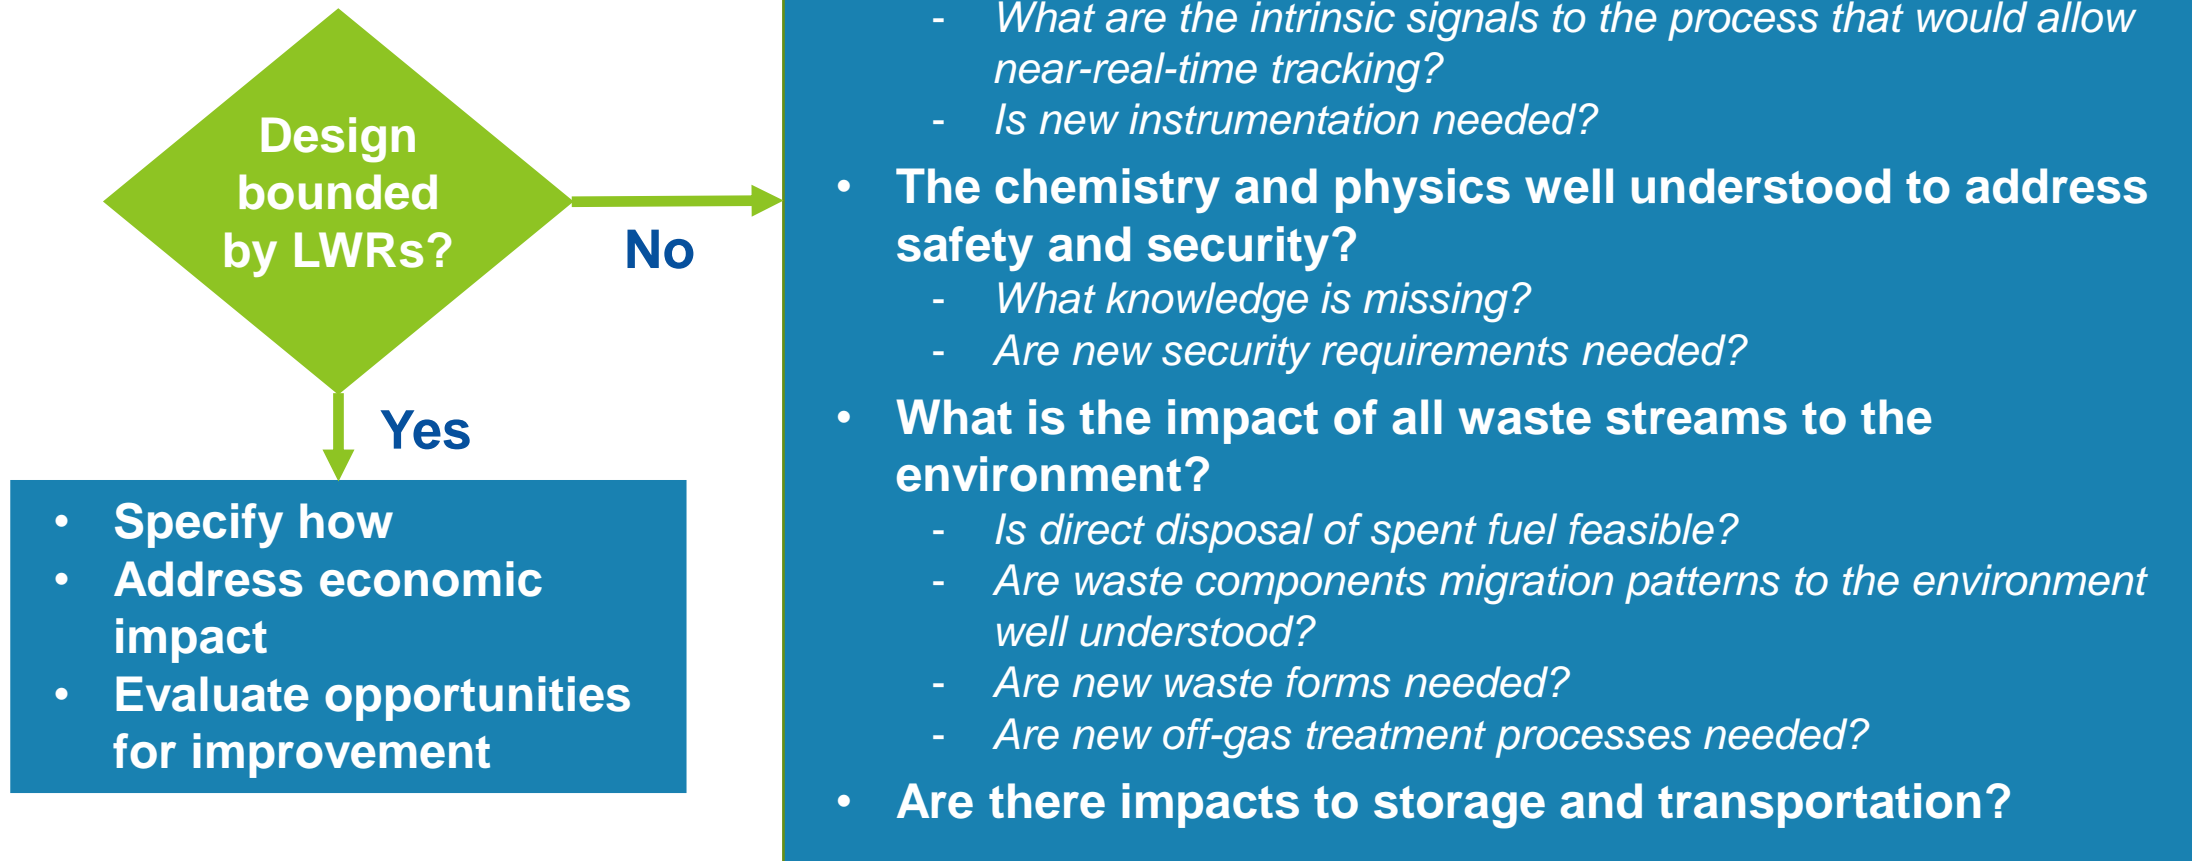 Design
bounded
by LWRs?
No
Yes
• Specify how
• Address economic
impact
• Evaluate opportunities
for improvement
- What are the intrinsic signals to the process that would allow
near-real-time tracking?
- Is new instrumentation needed?
• The chemistry and physics well understood to address
safety and security?
- What knowledge is missing?
- Are new security requirements needed?
• What is the impact of all waste streams to the
environment?
- Is direct disposal of spent fuel feasible?
- Are waste components migration patterns to the environment
well understood?
- Are new waste forms needed?
- Are new off-gas treatment processes needed?
• Are there impacts to storage and transportation?